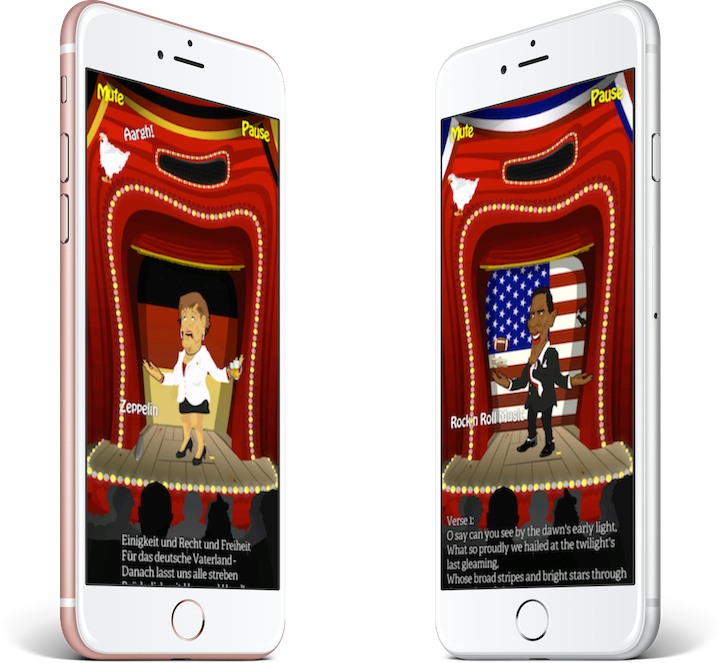 Mute
Aargh!
Pause
Zeppelin
Einigkeit und Recht und Freiheit
Für das deutsche Vaterland-
Danach lasst uns alle streben
Mute
Pause
Rock n Roll Music
Verse 1:
O say can you see by the dawn's early light,
What so proudly we hailed at the twilight's
last gleaming,
Whose broad stripes and bright stars through